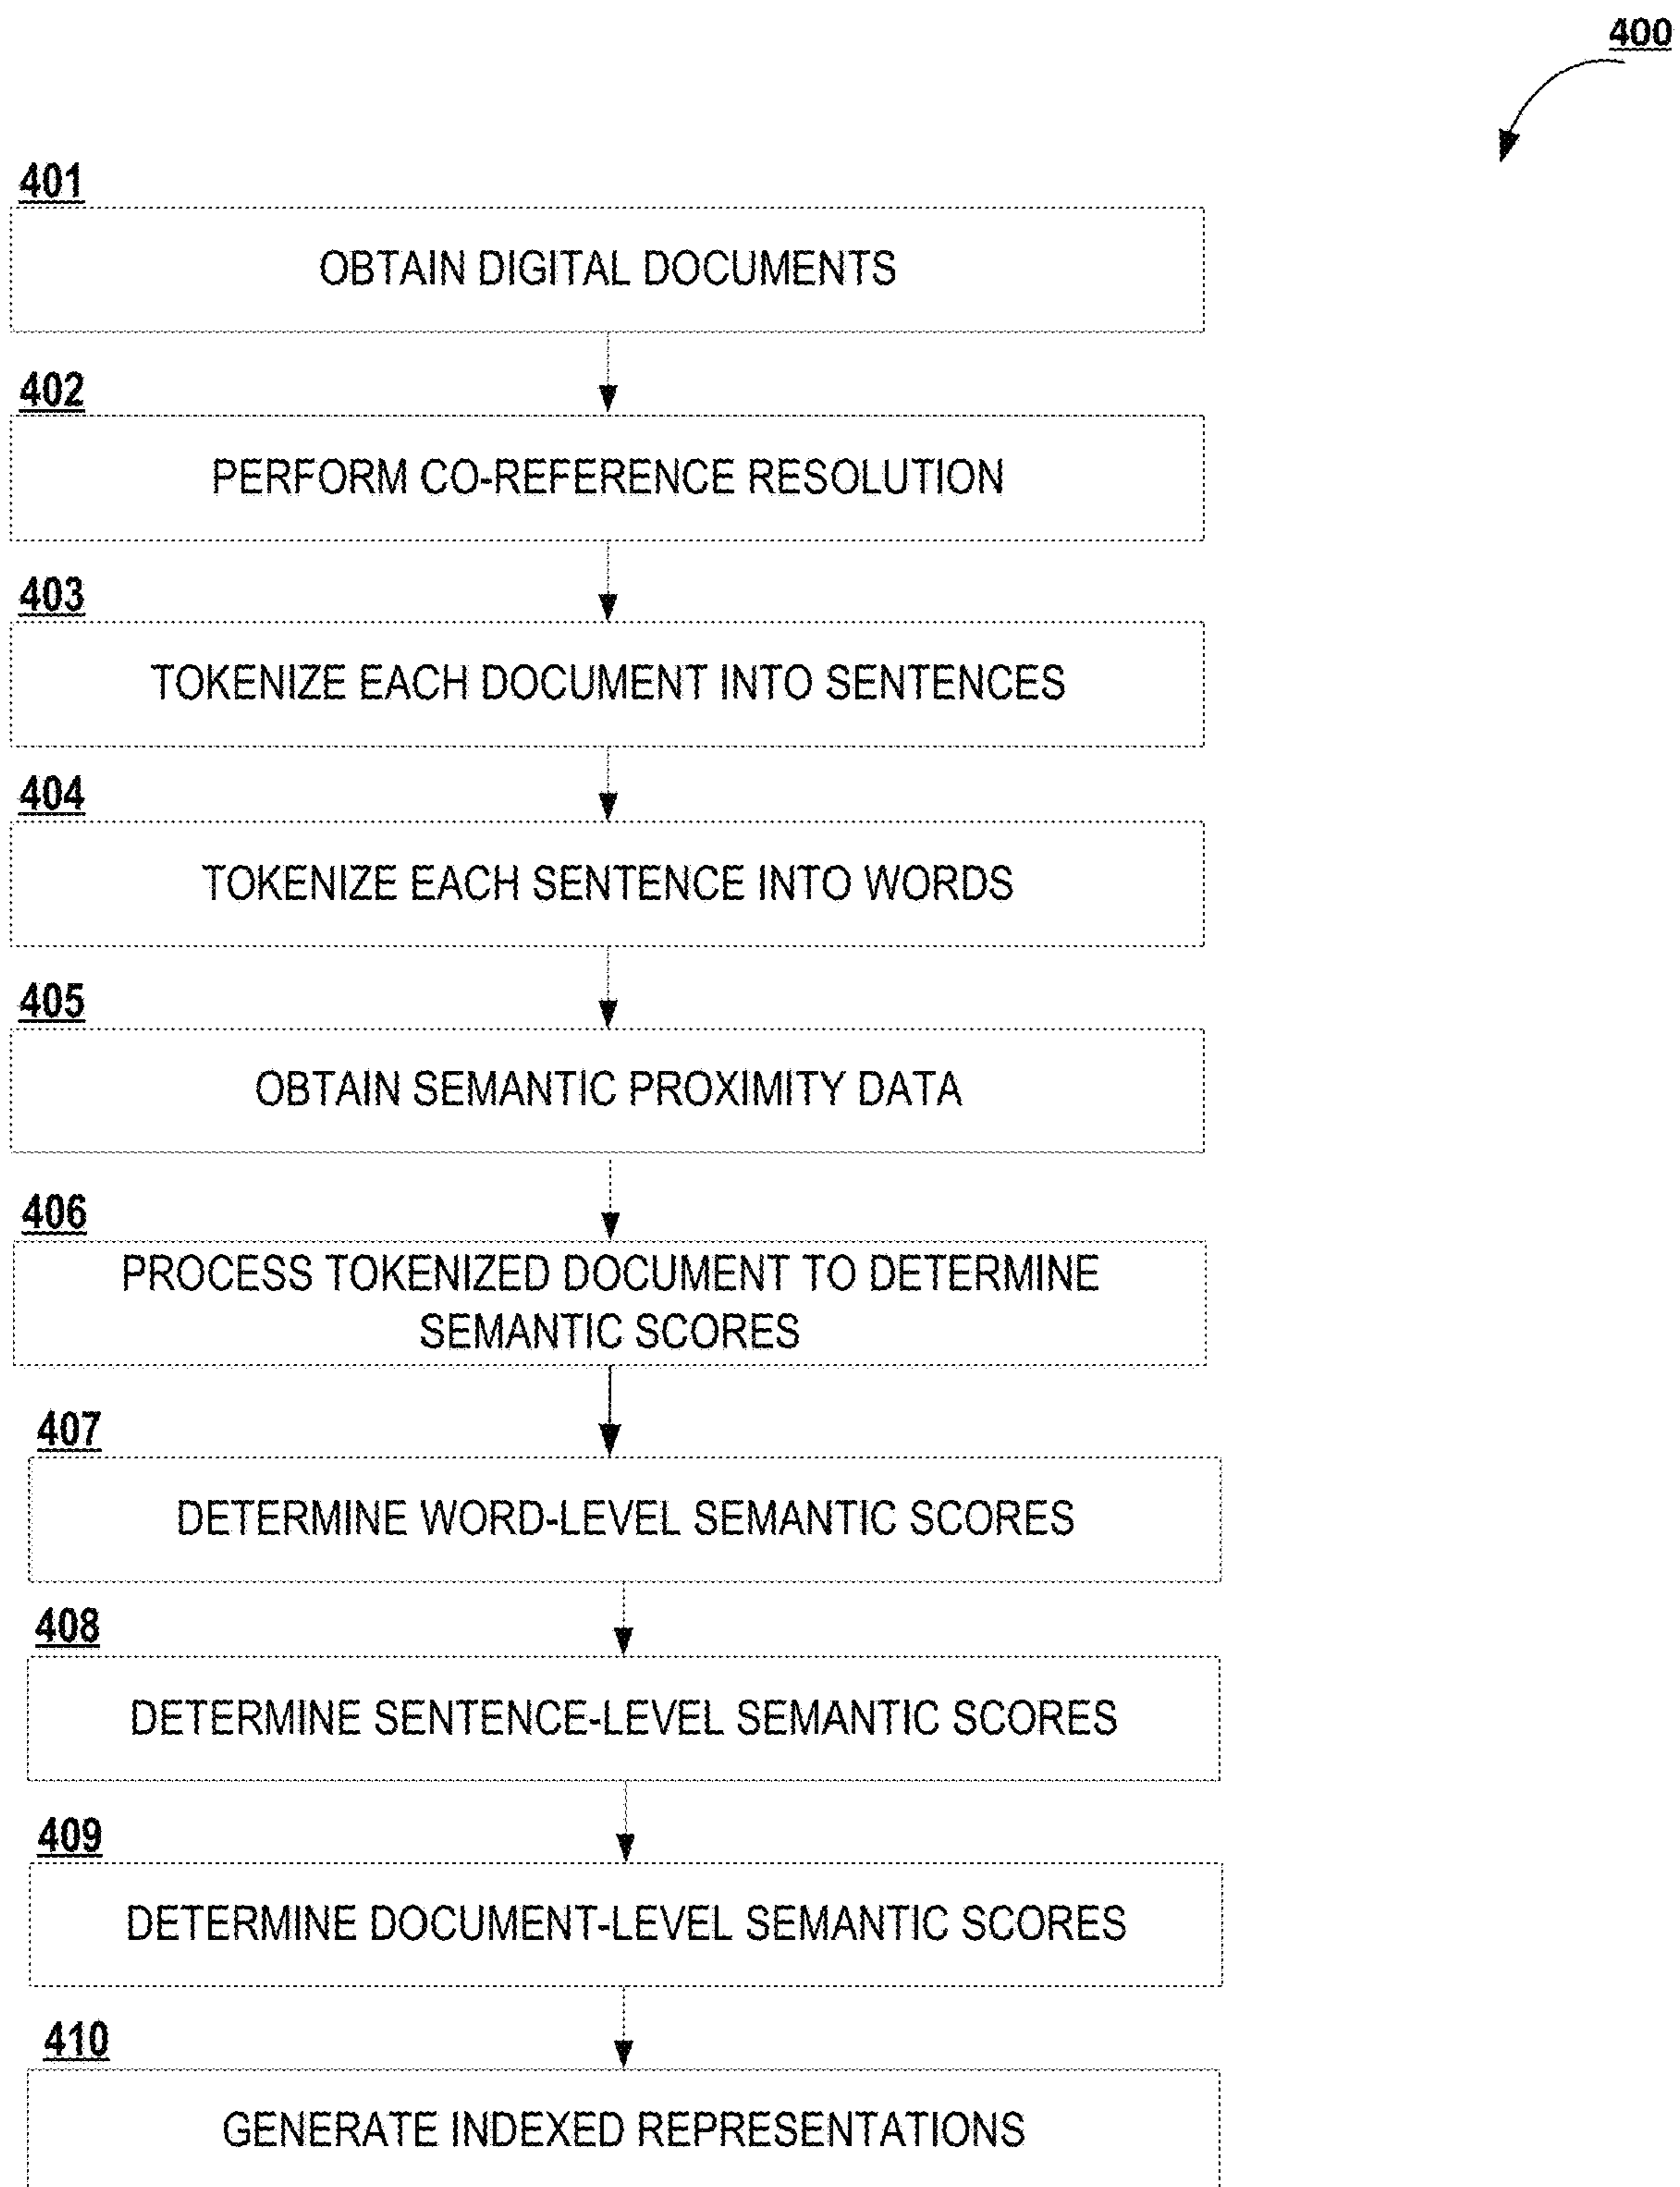 400
401
OBTAIN DIGITAL DOCUMENTS
402
PERFORM CO-REFERENCE RESOLUTION
403
TOKENIZE EACH DOCUMENT INTO SENTENCES
404
TOKENIZE EACH SENTENCE INTO WORDS
405
OBTAIN SEMANTIC PROXIMITY DATA
406
PROCESS TOKENIZED DOCUMENT TO DETERMINE
SEMANTIC SCORES
407
DETERMINE WORD-LEVEL SEMANTIC SCORES
408
DETERMINE SENTENCE-LEVEL SEMANTIC SCORES
409
DETERMINE DOCUMENT-LEVEL SEMANTIC SCORES
410
GENERATE INDEXED REPRESENTATIONS